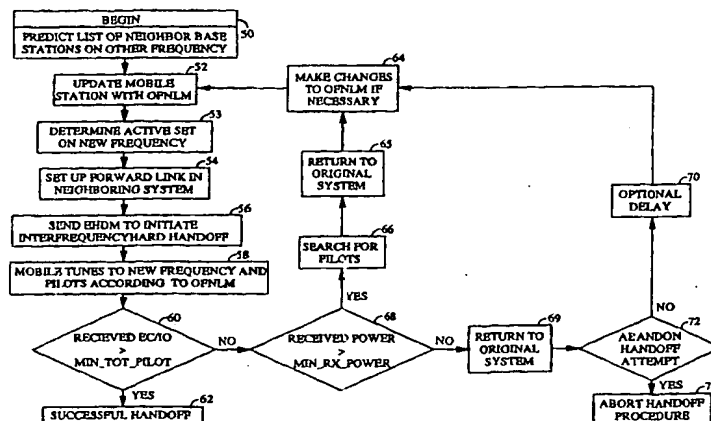 BEGIN
PREDICT LIST OF NEIGHBOR BASE
STATIONS ON OTHER FREQUENCY
50
52
UPDATE MOBILE
STATION WITH OFNLM
53
DETERMINE ACTIVE SET
ON NEW FREQUENCY
54
SET UP FORWARD LINK IN
NEIGHBORING SYSTEM
56
SEND EHDM TO INITIATE
INTERFREQUENCYHARD HANDOFF
58
MOBILE TUNES TO NEW FREQUENCY AND
PILOTS ACCORDING TO OFNLM
60
RECIEVED EC/IO
>
MIN_TOT_PILOT
NO
YES
62
SUCCESSFUL HANDOFF
64
MAKE CHANGES
TO OFNLM IF
NECESSARY
65
RETURN TO
ORIGINAL
SYSTEM
66
SEARCH FOR
PILOTS
YES
68
RECEIVED POWER
>
MIN_RX_POWER
NO
69
RETURN TO
ORIGINAL
SYSTEM
70
OPTIONAL
DELAY
NO
72
ABANDON
HANDOFF
ATTEMPT
YES
ABORT HANDOFF
PROCEDURE